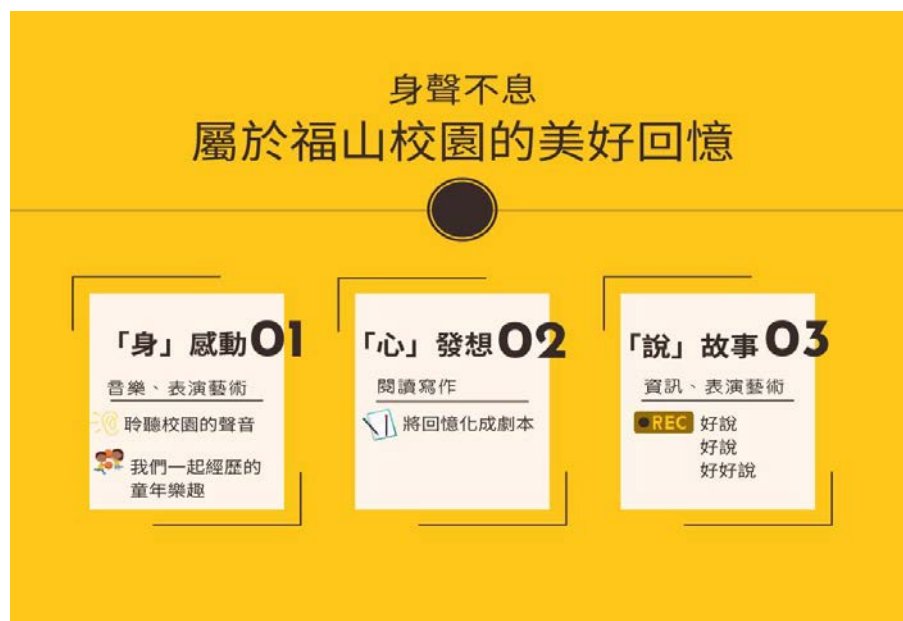 身聲不息
屬於福山校園的美好回憶
「身」感動01
音樂、表演藝術
聆聽校園的聲音
我們一起經歷的
童年樂趣
「心」發想02
閱讀寫作
將回憶化成劇本
「說」故事03
資訊、表演藝術
REC 好說
好說
好好說